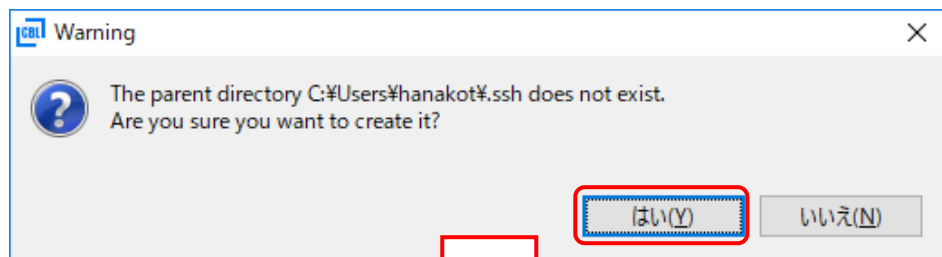 CBL Warning
The parent directory C:¥Users¥hanakot¥.ssh does not exist.
Are you sure you want to create it?
はい(Y) いいえ(N)